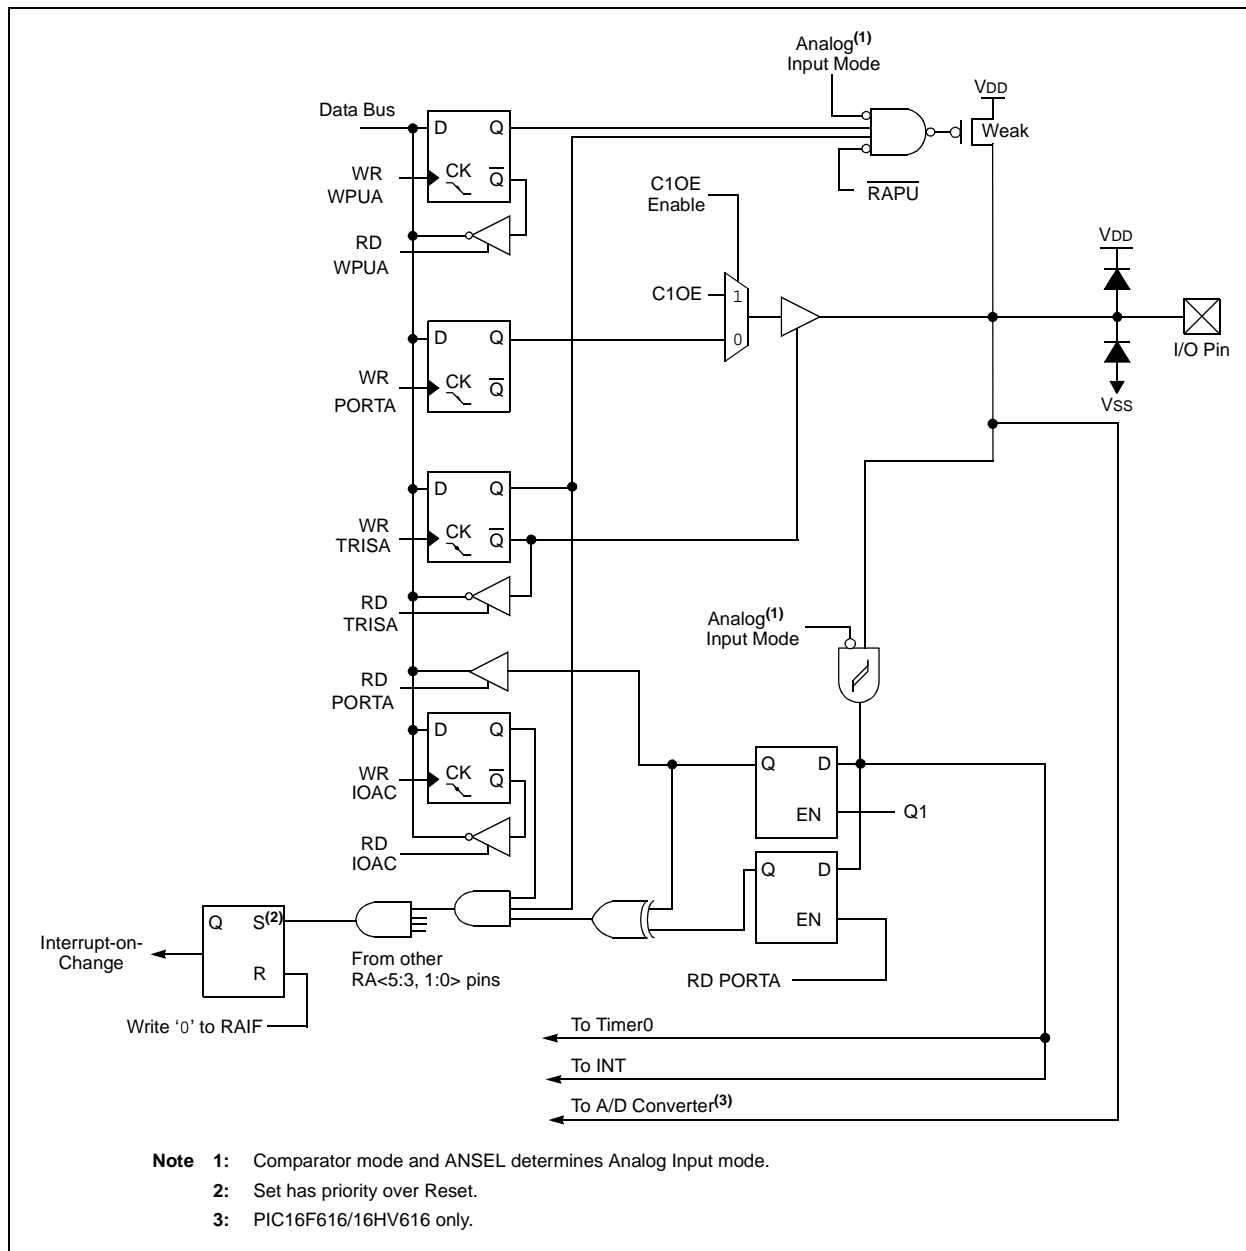 Analog(1)
Input Mode
VDD
Data Bus
D Q
Weak
WR
WPUA
CK Q
RAPU
C1OE
Enable
RD
WPUA
VDD
C1OE
1
0
D Q
I/O Pin
WR
PORTA
CK Q
VSS
D Q
WR
TRISA
CK Q
RD
TRISA
Analog(1)
Input Mode
RD
PORTA
D Q
WR
IOAC
CK Q
Q D
EN
Q1
RD
IOAC
Q D
EN
Q S(2)
R
Interrupt-on-
Change
From other
RA<5:3, 1:0> pins
RD PORTA
Write ‘0’ to RAIF
To Timer0
To INT
To A/D Converter(3)
Note 1: Comparator mode and ANSEL determines Analog Input mode.
2: Set has priority over Reset.
3: PIC16F616/16HV616 only.